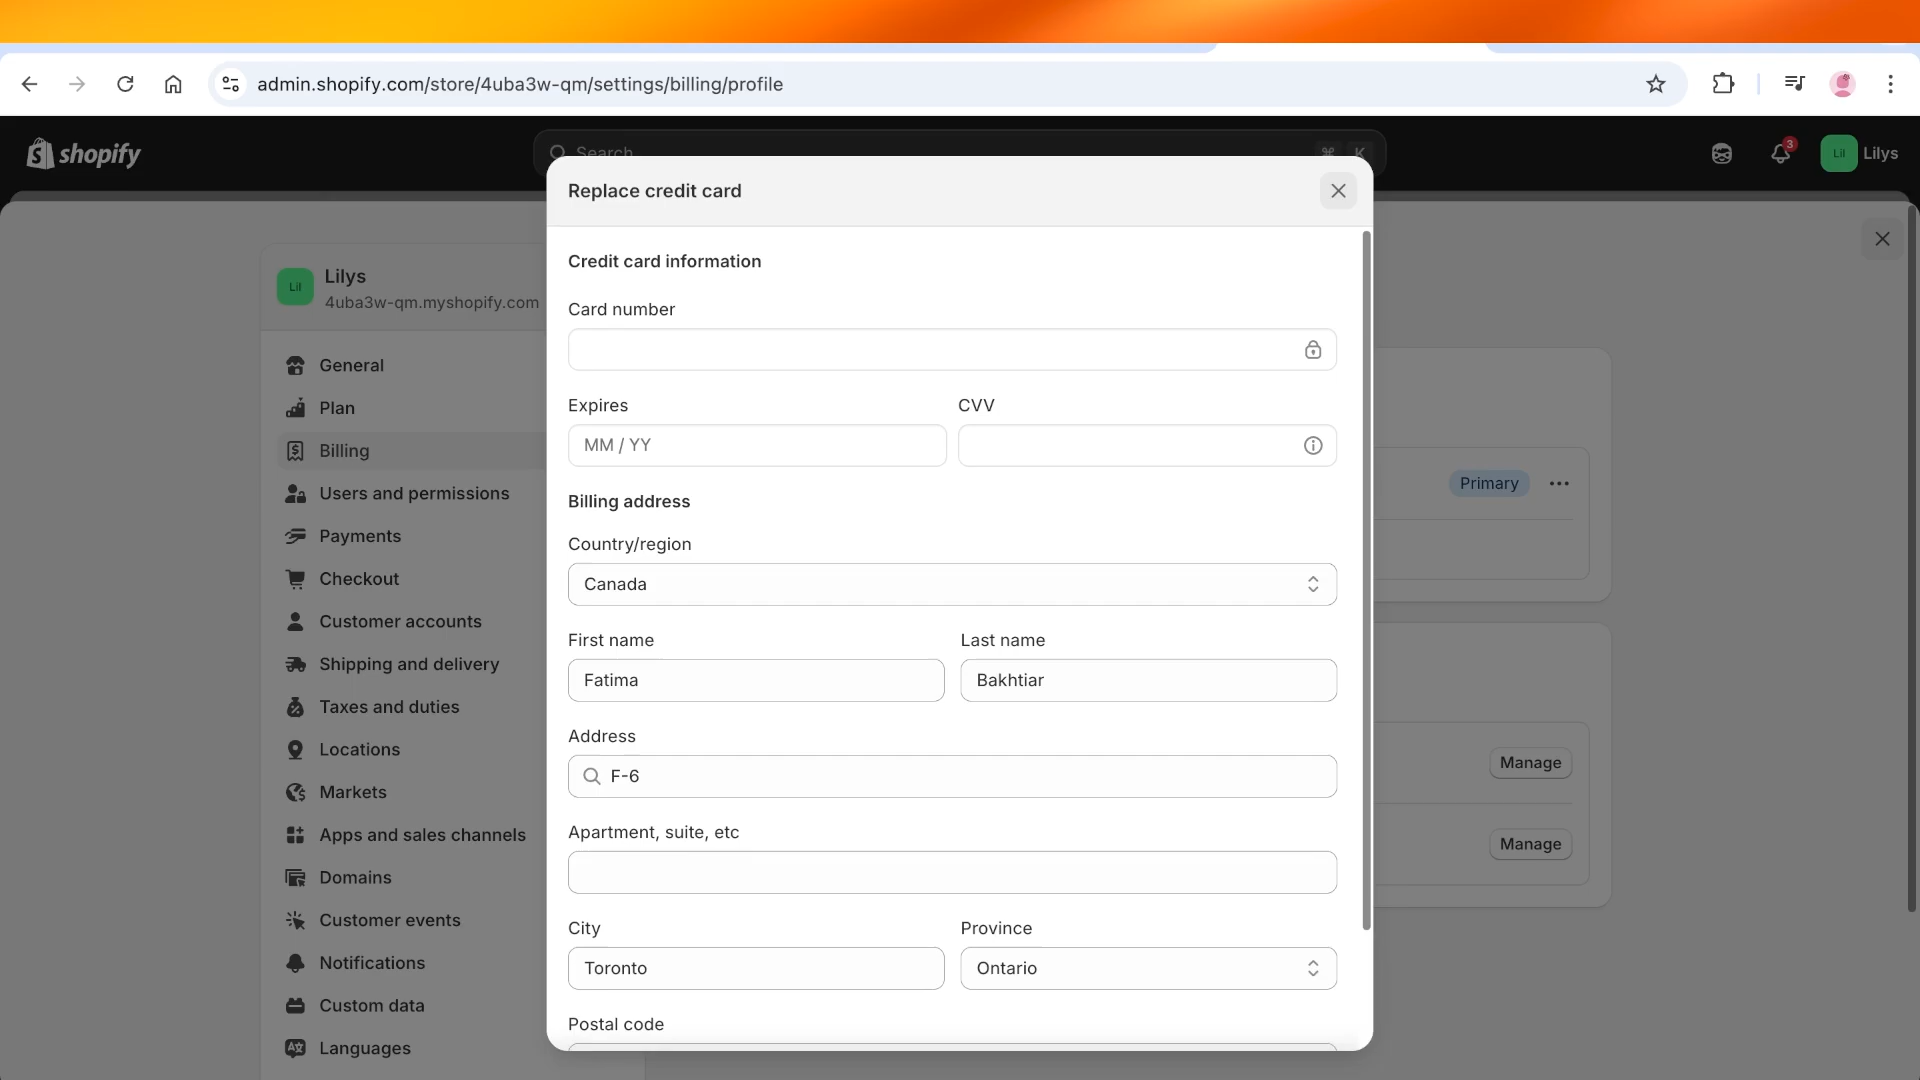 admin.shopify.com/store/4uba3w-qm/settings/billing/profile
shopify
Search
⌘ K
3
Lil
Lilys
Replace credit card
Lil
Lilys
4uba3w-qm.myshopify.com
General
Plan
Billing
Users and permissions
Payments
Checkout
Customer accounts
Shipping and delivery
Taxes and duties
Locations
Markets
Apps and sales channels
Domains
Customer events
Notifications
Custom data
Languages
Credit card information
Card number
Expires
CVV
MM / YY
Billing address
Country/region
Canada
First name
Last name
Fatima
Bakhtiar
Address
F-6
Apartment, suite, etc
City
Province
Toronto
Ontario
Postal code
Primary
Manage
Manage